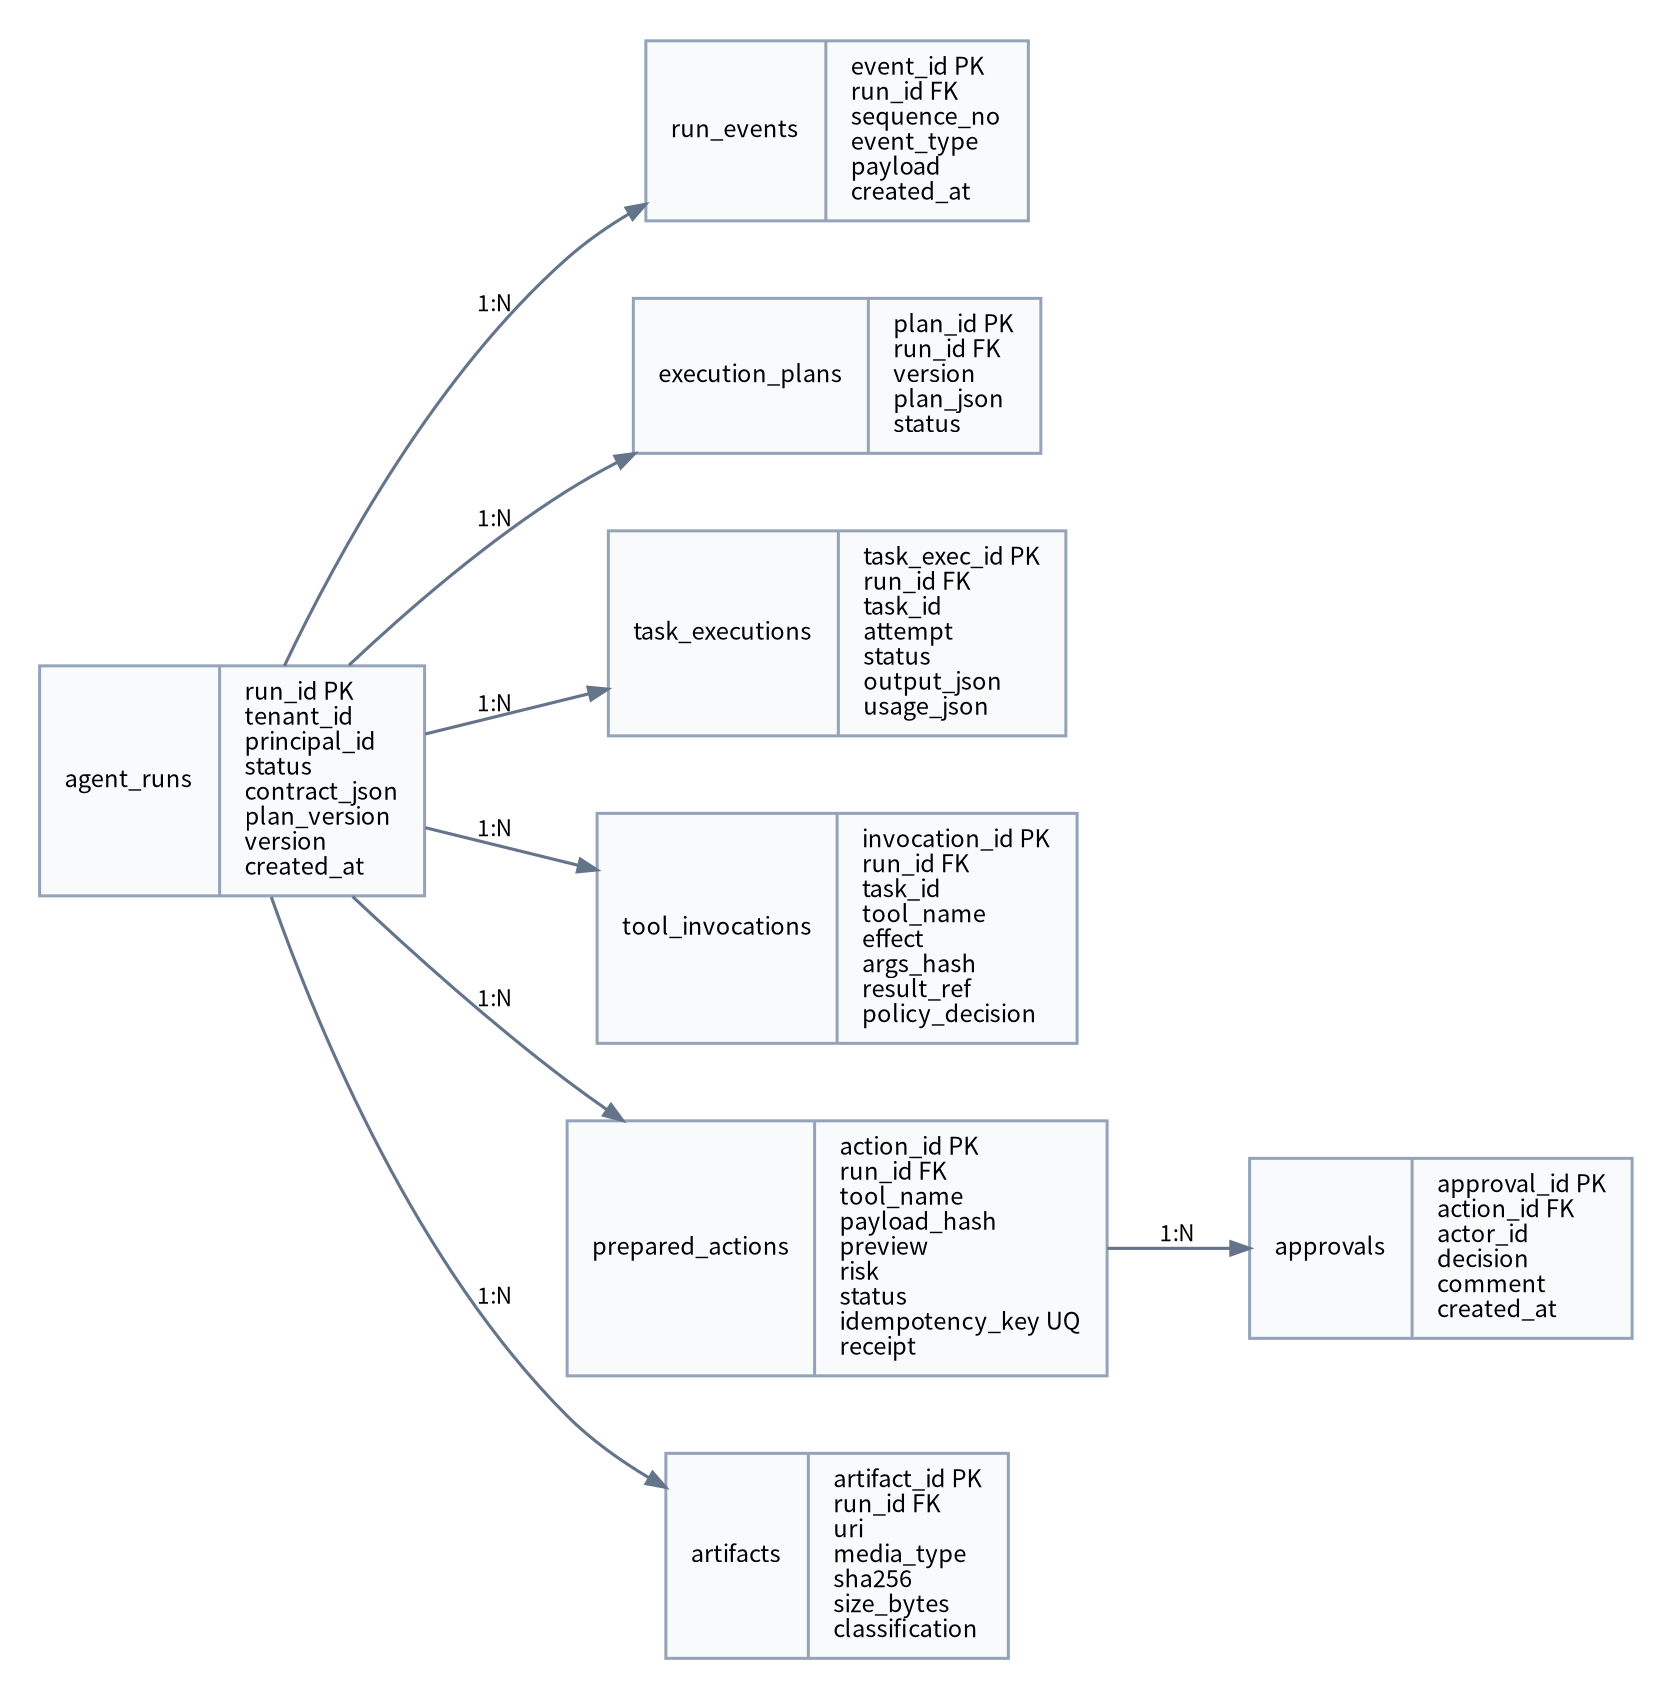 run_events
event_id PK
run_id FK
sequence_no
event_type
payload
created_at
1:N
execution_plans
plan_id PK
run_id FK
version
plan_json
status
1:N
task_executions
task_exec_id PK
run_id FK
task_id
attempt
status
output_json
usage_json
1:N
agent_runs
run_id PK
tenant_id
principal_id
status
contract_json
plan_version
version
created_at
1:N
tool_invocations
invocation_id PK
run_id FK
task_id
tool_name
effect
args_hash
result_ref
policy_decision
1:N
prepared_actions
action_id PK
run_id FK
tool_name
payload_hash
preview
risk
status
idempotency_key UQ
receipt
1:N
approvals
approval_id PK
action_id FK
actor_id
decision
comment
created_at
1:N
artifacts
artifact_id PK
run_id FK
uri
media_type
sha256
size_bytes
classification